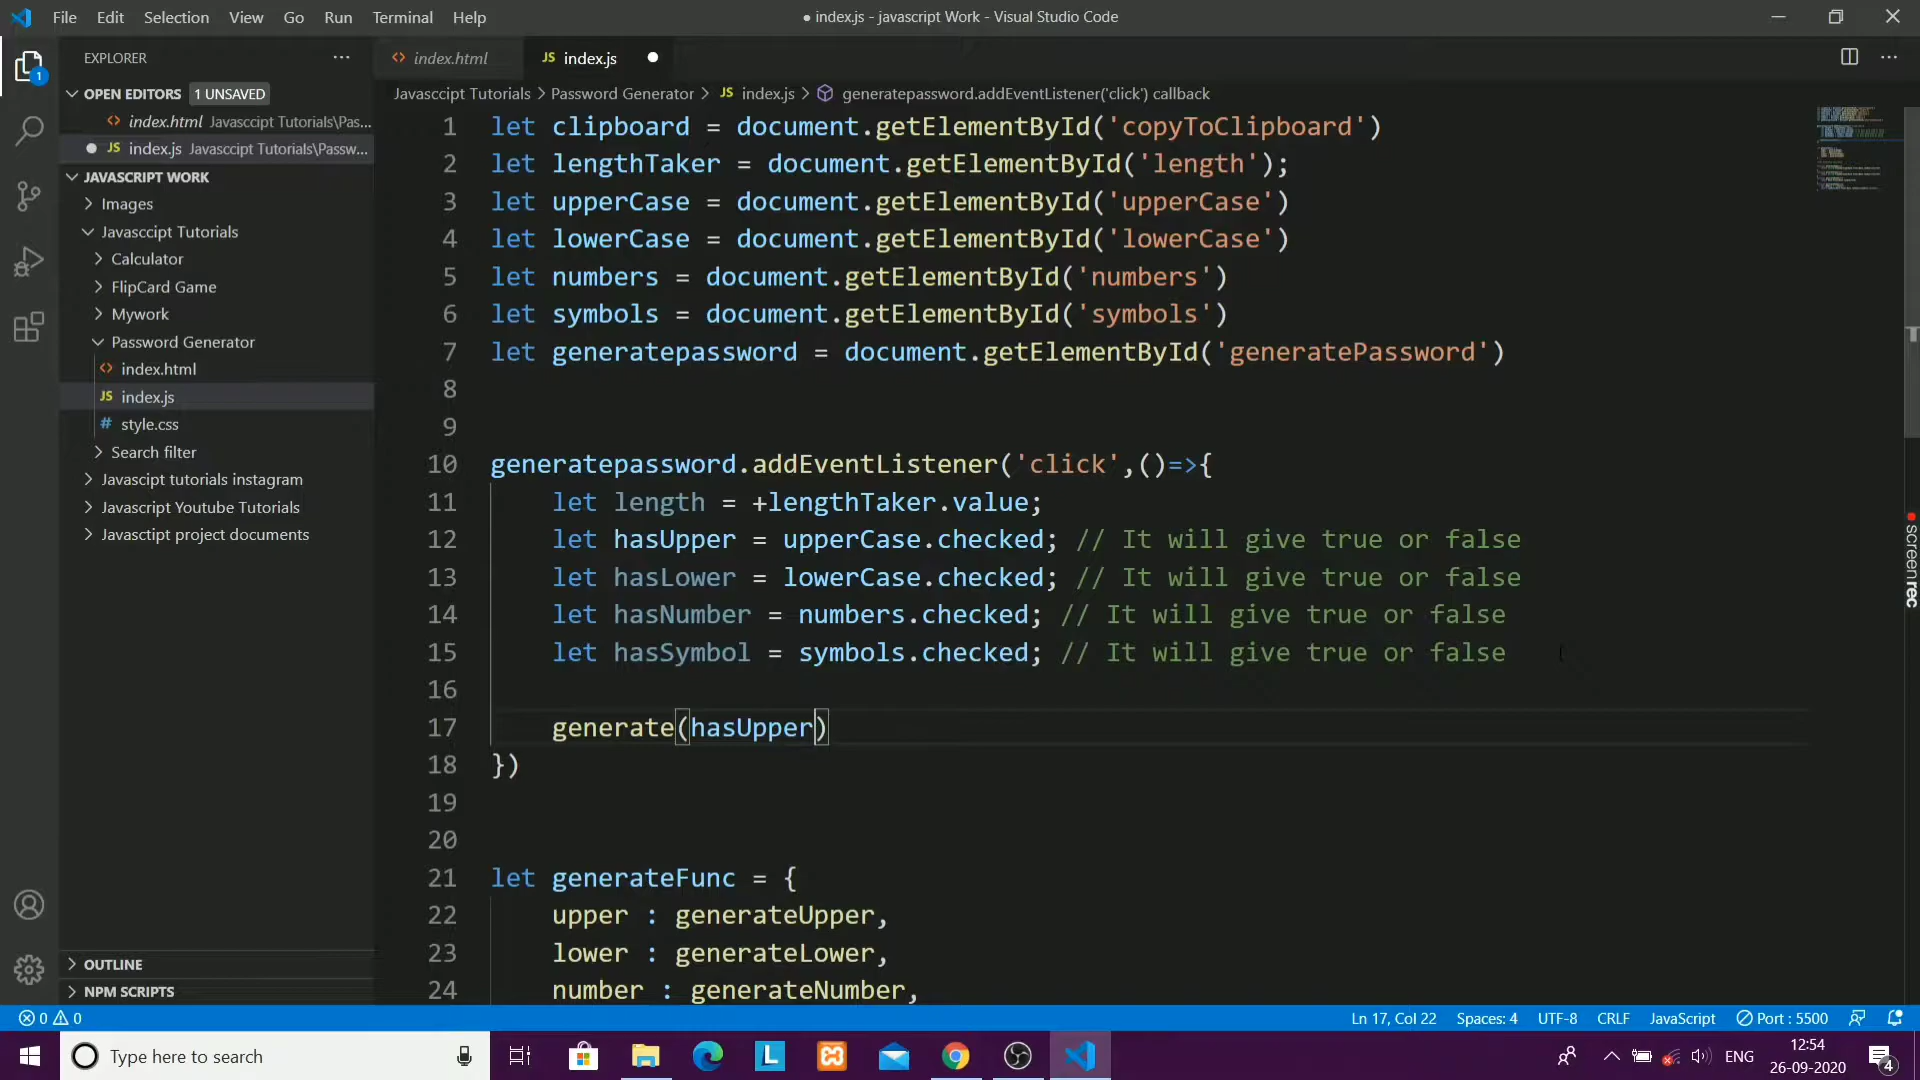 File Edit Selection View Go Run Terminal Help
● index.js - javascript Work - Visual Studio Code
EXPLORER
index.html
JS index.js
OPEN EDITORS 1 UNSAVED
index.html Javasccipt Tutorials\Pas...
JS index.js Javasccipt Tutorials\Passw...
JAVASCRIPT WORK
Images
Javasccipt Tutorials
Calculator
FlipCard Game
Mywork
Password Generator
index.html
JS index.js
# style.css
Search filter
Javascipt tutorials instagram
Javascript Youtube Tutorials
Javasctipt project documents
OUTLINE
NPM SCRIPTS
1
Javasccipt Tutorials > Password Generator > JS index.js > generatepassword.addEventListener('click') callback
1 let clipboard = document.getElementById('copyToClipboard')
2 let lengthTaker = document.getElementById('length');
3 let upperCase = document.getElementById('upperCase')
4 let lowerCase = document.getElementById('lowerCase')
5 let numbers = document.getElementById('numbers')
6 let symbols = document.getElementById('symbols')
7 let generatepassword = document.getElementById('generatePassword')
8
9
10 generatepassword.addEventListener('click',()=>{
11 let length = +lengthTaker.value;
12 let hasUpper = upperCase.checked; // It will give true or false
13 let hasLower = lowerCase.checked; // It will give true or false
14 let hasNumber = numbers.checked; // It will give true or false
15 let hasSymbol = symbols.checked; // It will give true or false
16
17 generate(hasUpper)
18 })
19
20
21 let generateFunc = {
22 upper : generateUpper,
23 lower : generateLower,
24 number : generateNumber,
screenrec
0 0
Ln 17, Col 22 Spaces: 4 UTF-8 CRLF JavaScript Port : 5500
Type here to search
L
ENG
12:54
26-09-2020
4